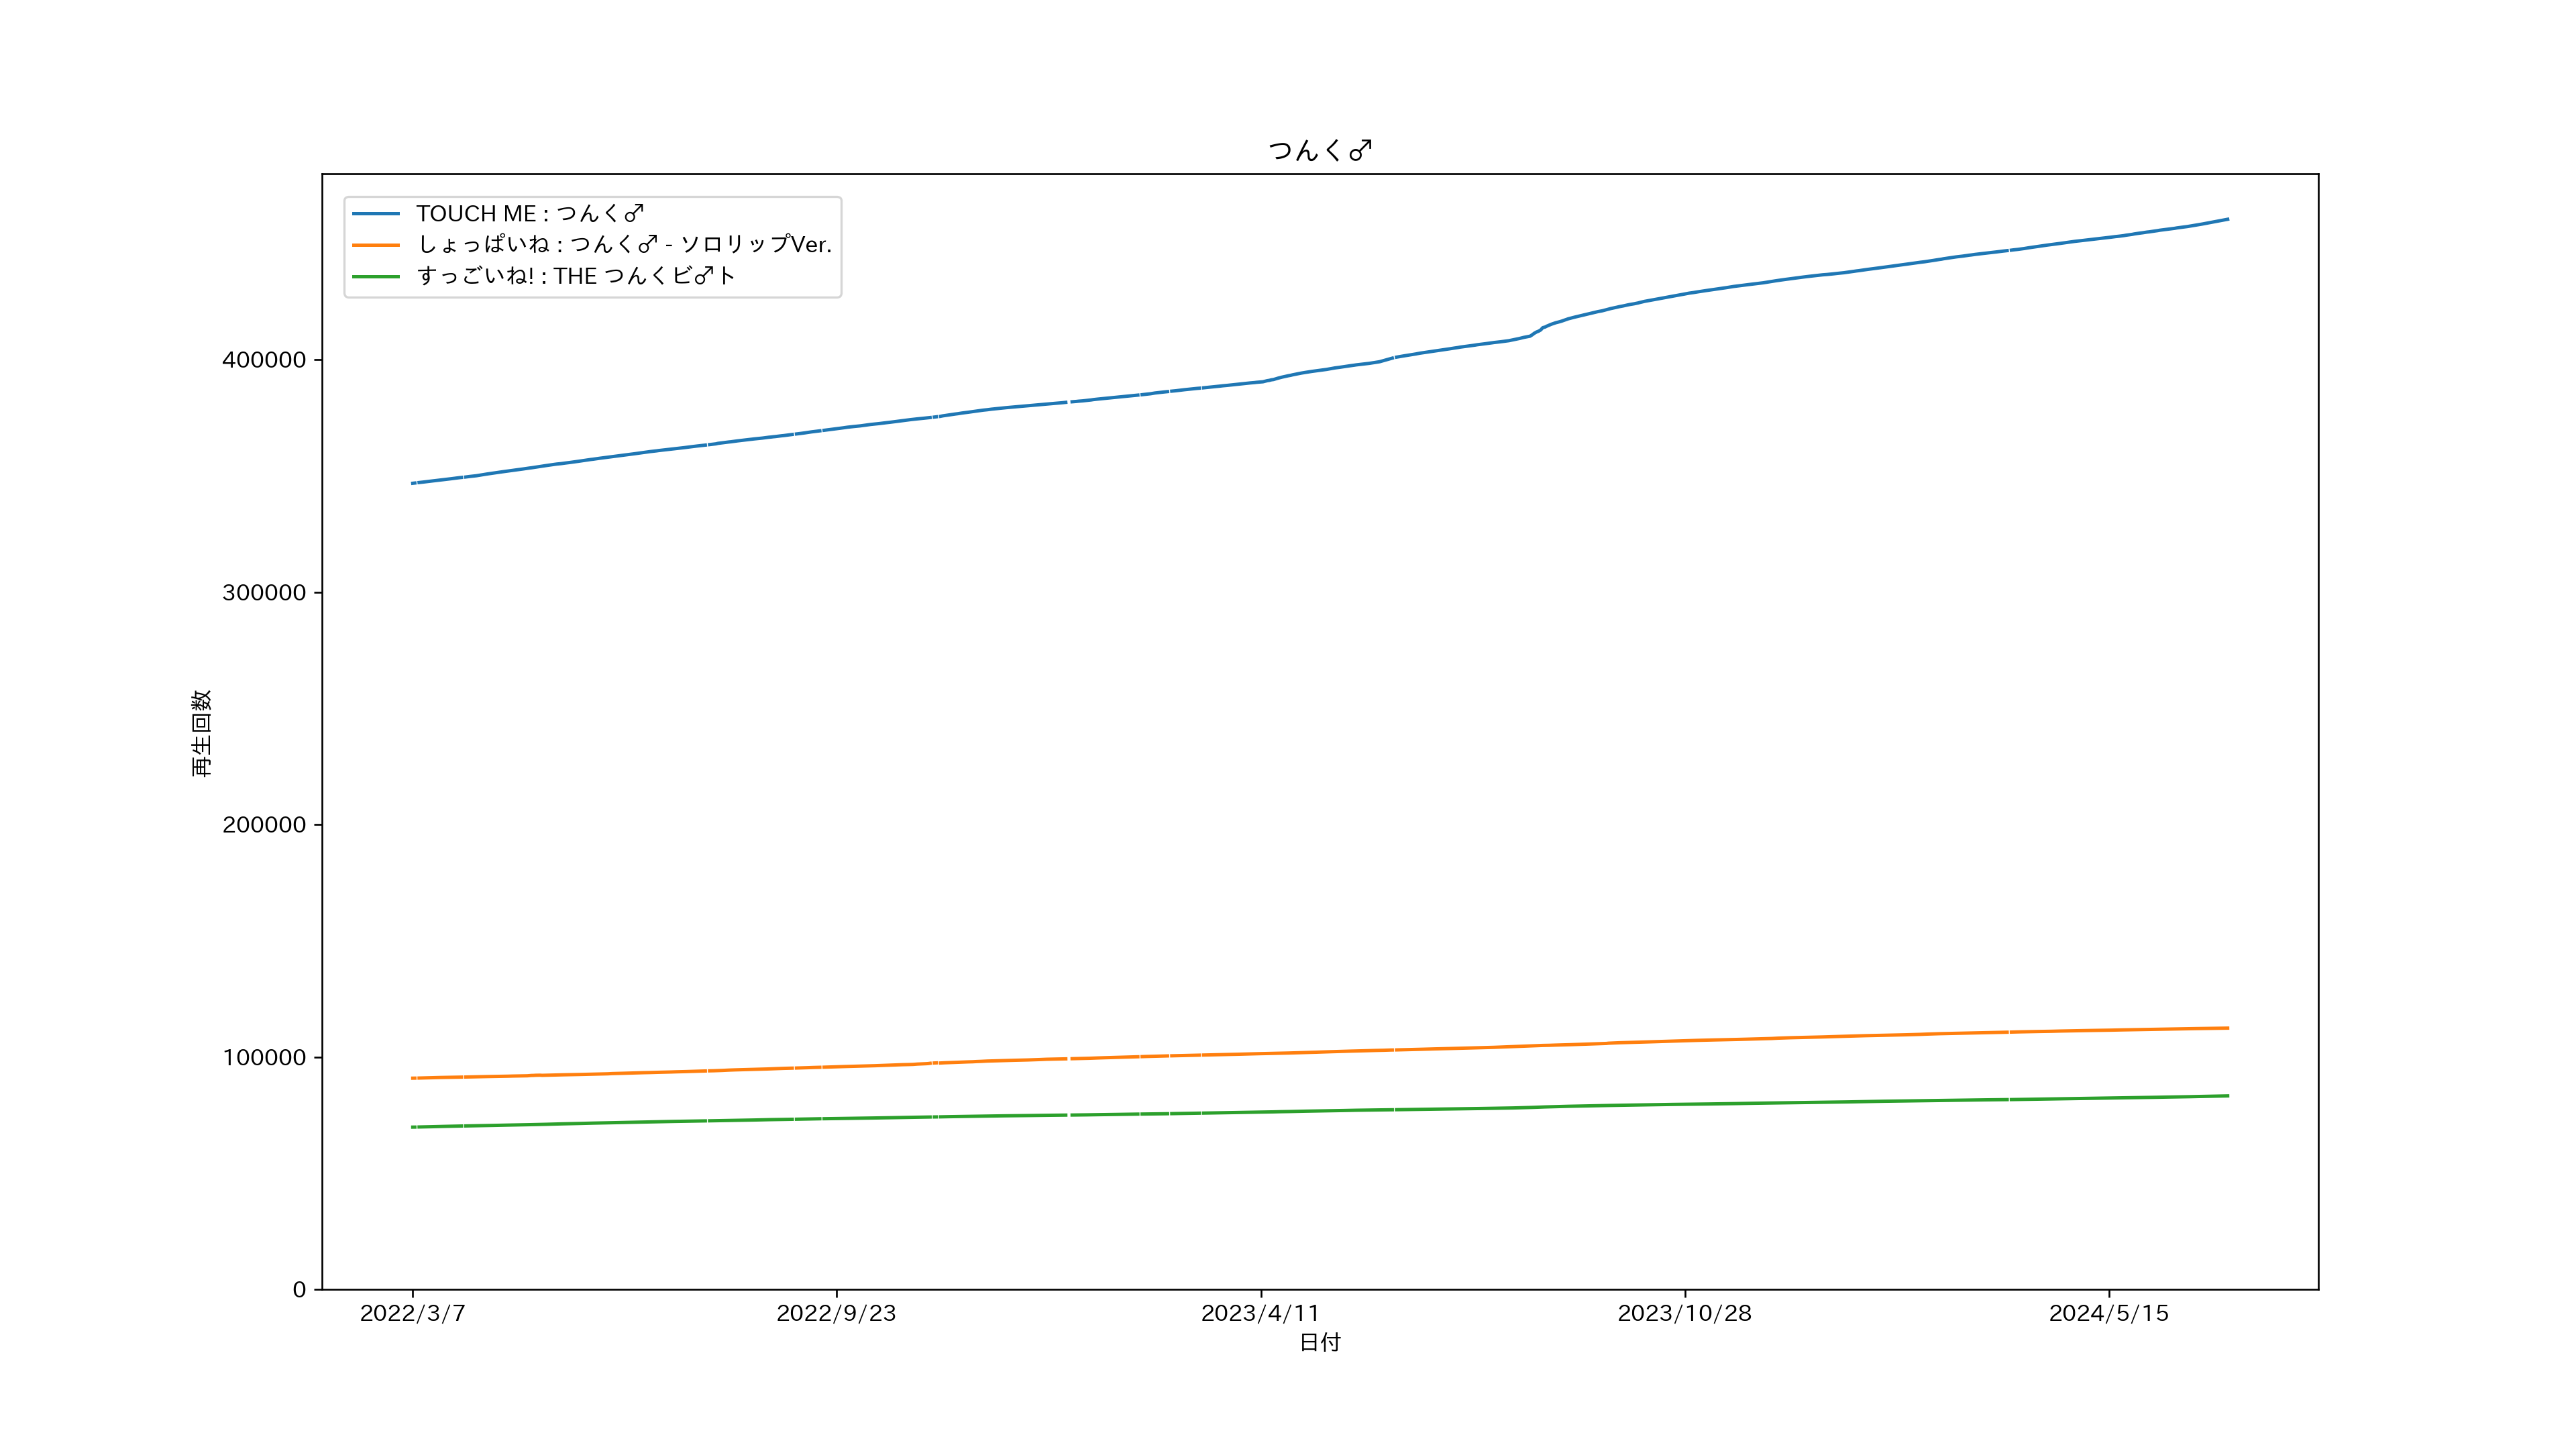 つんく♂
TOUCH ME : つんく♂
しょっぱいね : つんく♂ - ソロリップVer.
すっごいね! : THE つんくビ♂ト
400000
300000
200000
100000
0
再生回数
2022/3/7
2022/9/23
2023/4/11
2023/10/28
2024/5/15
日付